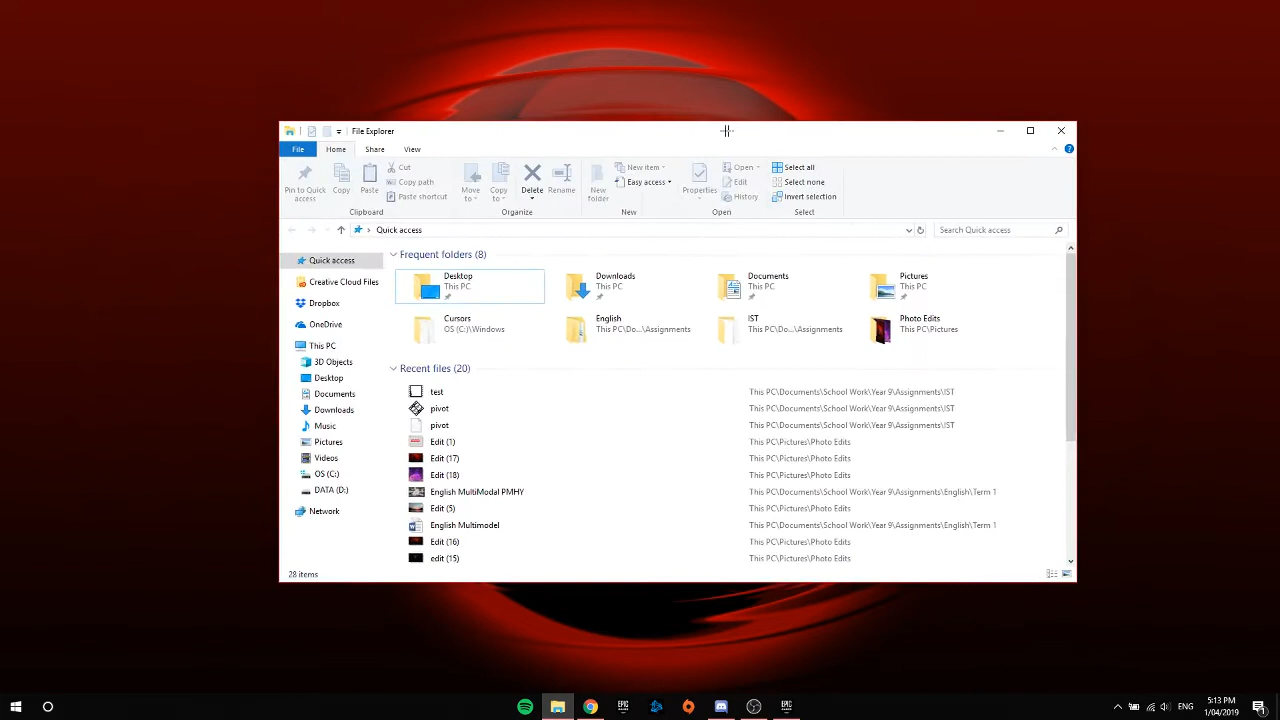 File Explorer
File Home Share View
Pin to Quick access
Copy
Paste
Cut
Copy path
Paste shortcut
Clipboard
Move to
Copy to
Delete
Rename
Organize
New folder
New item
Easy access
New
Properties
Open
Edit
History
Open
Select all
Select none
Invert selection
Select
Quick access
Search Quick access
Quick access
Creative Cloud Files
Dropbox
OneDrive
This PC
3D Objects
Desktop
Documents
Downloads
Music
Pictures
Videos
OS (C:)
DATA (D:)
Network
Frequent folders (8)
Desktop
This PC
Downloads
This PC
Documents
This PC
Pictures
This PC
Cursors
OS (C:)\Windows
English
This PC\Do...\Assignments
IST
This PC\Do...\Assignments
Photo Edits
This PC\Pictures
Recent files (20)
test This PC\Documents\School Work\Year 9\Assignments\IST
pivot This PC\Documents\School Work\Year 9\Assignments\IST
pivot This PC\Documents\School Work\Year 9\Assignments\IST
Edit (1) This PC\Pictures\Photo Edits
Edit (17) This PC\Pictures\Photo Edits
Edit (18) This PC\Pictures\Photo Edits
English MultiModal PMHY This PC\Documents\School Work\Year 9\Assignments\English\Term 1
Edit (5) This PC\Pictures\Photo Edits
English Multimodel This PC\Documents\School Work\Year 9\Assignments\English\Term 1
Edit (16) This PC\Pictures\Photo Edits
edit (15) This PC\Pictures\Photo Edits
28 items
EPIC
EPIC
ENG
5:13 PM
1/04/2019